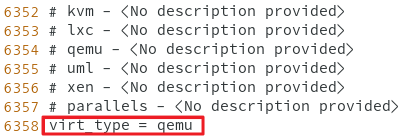 6352 # kvm - <No description provided>
6353 # lxc - <No description provided>
6354 # qemu - <No description provided>
6355 # uml - <No description provided>
6356 # xen - <No description provided>
6357 # parallels - <No description provided>
6358 virt_type = qemu